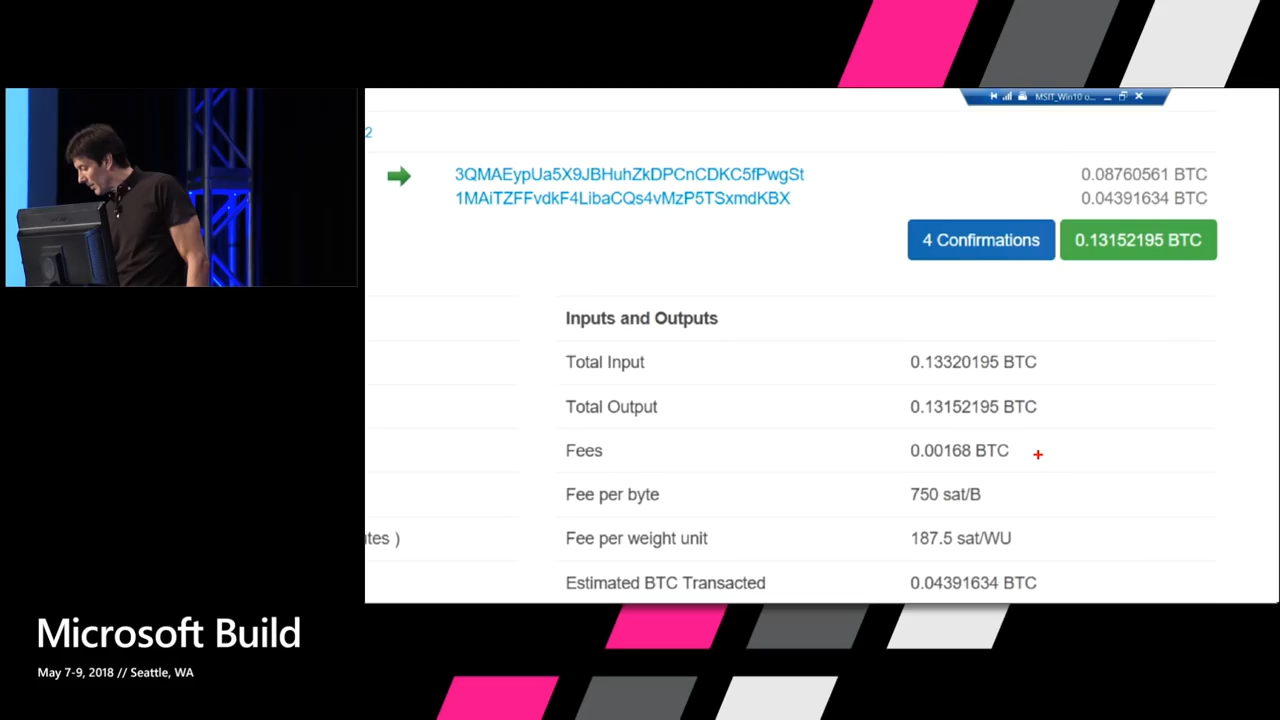 MSIT_Win10 o...
2
3QMAEypUa5X9JBHuhZkDPCnCDKC5fPwgSt 0.08760561 BTC
1MAiTZFFvdkF4LibaCQs4vMzP5TSxmdKBX 0.04391634 BTC
4 Confirmations 0.13152195 BTC
Inputs and Outputs
Total Input 0.13320195 BTC
Total Output 0.13152195 BTC
Fees 0.00168 BTC
Fee per byte 750 sat/B
tes ) Fee per weight unit 187.5 sat/WU
Estimated BTC Transacted 0.04391634 BTC
Microsoft Build
May 7-9, 2018 // Seattle, WA